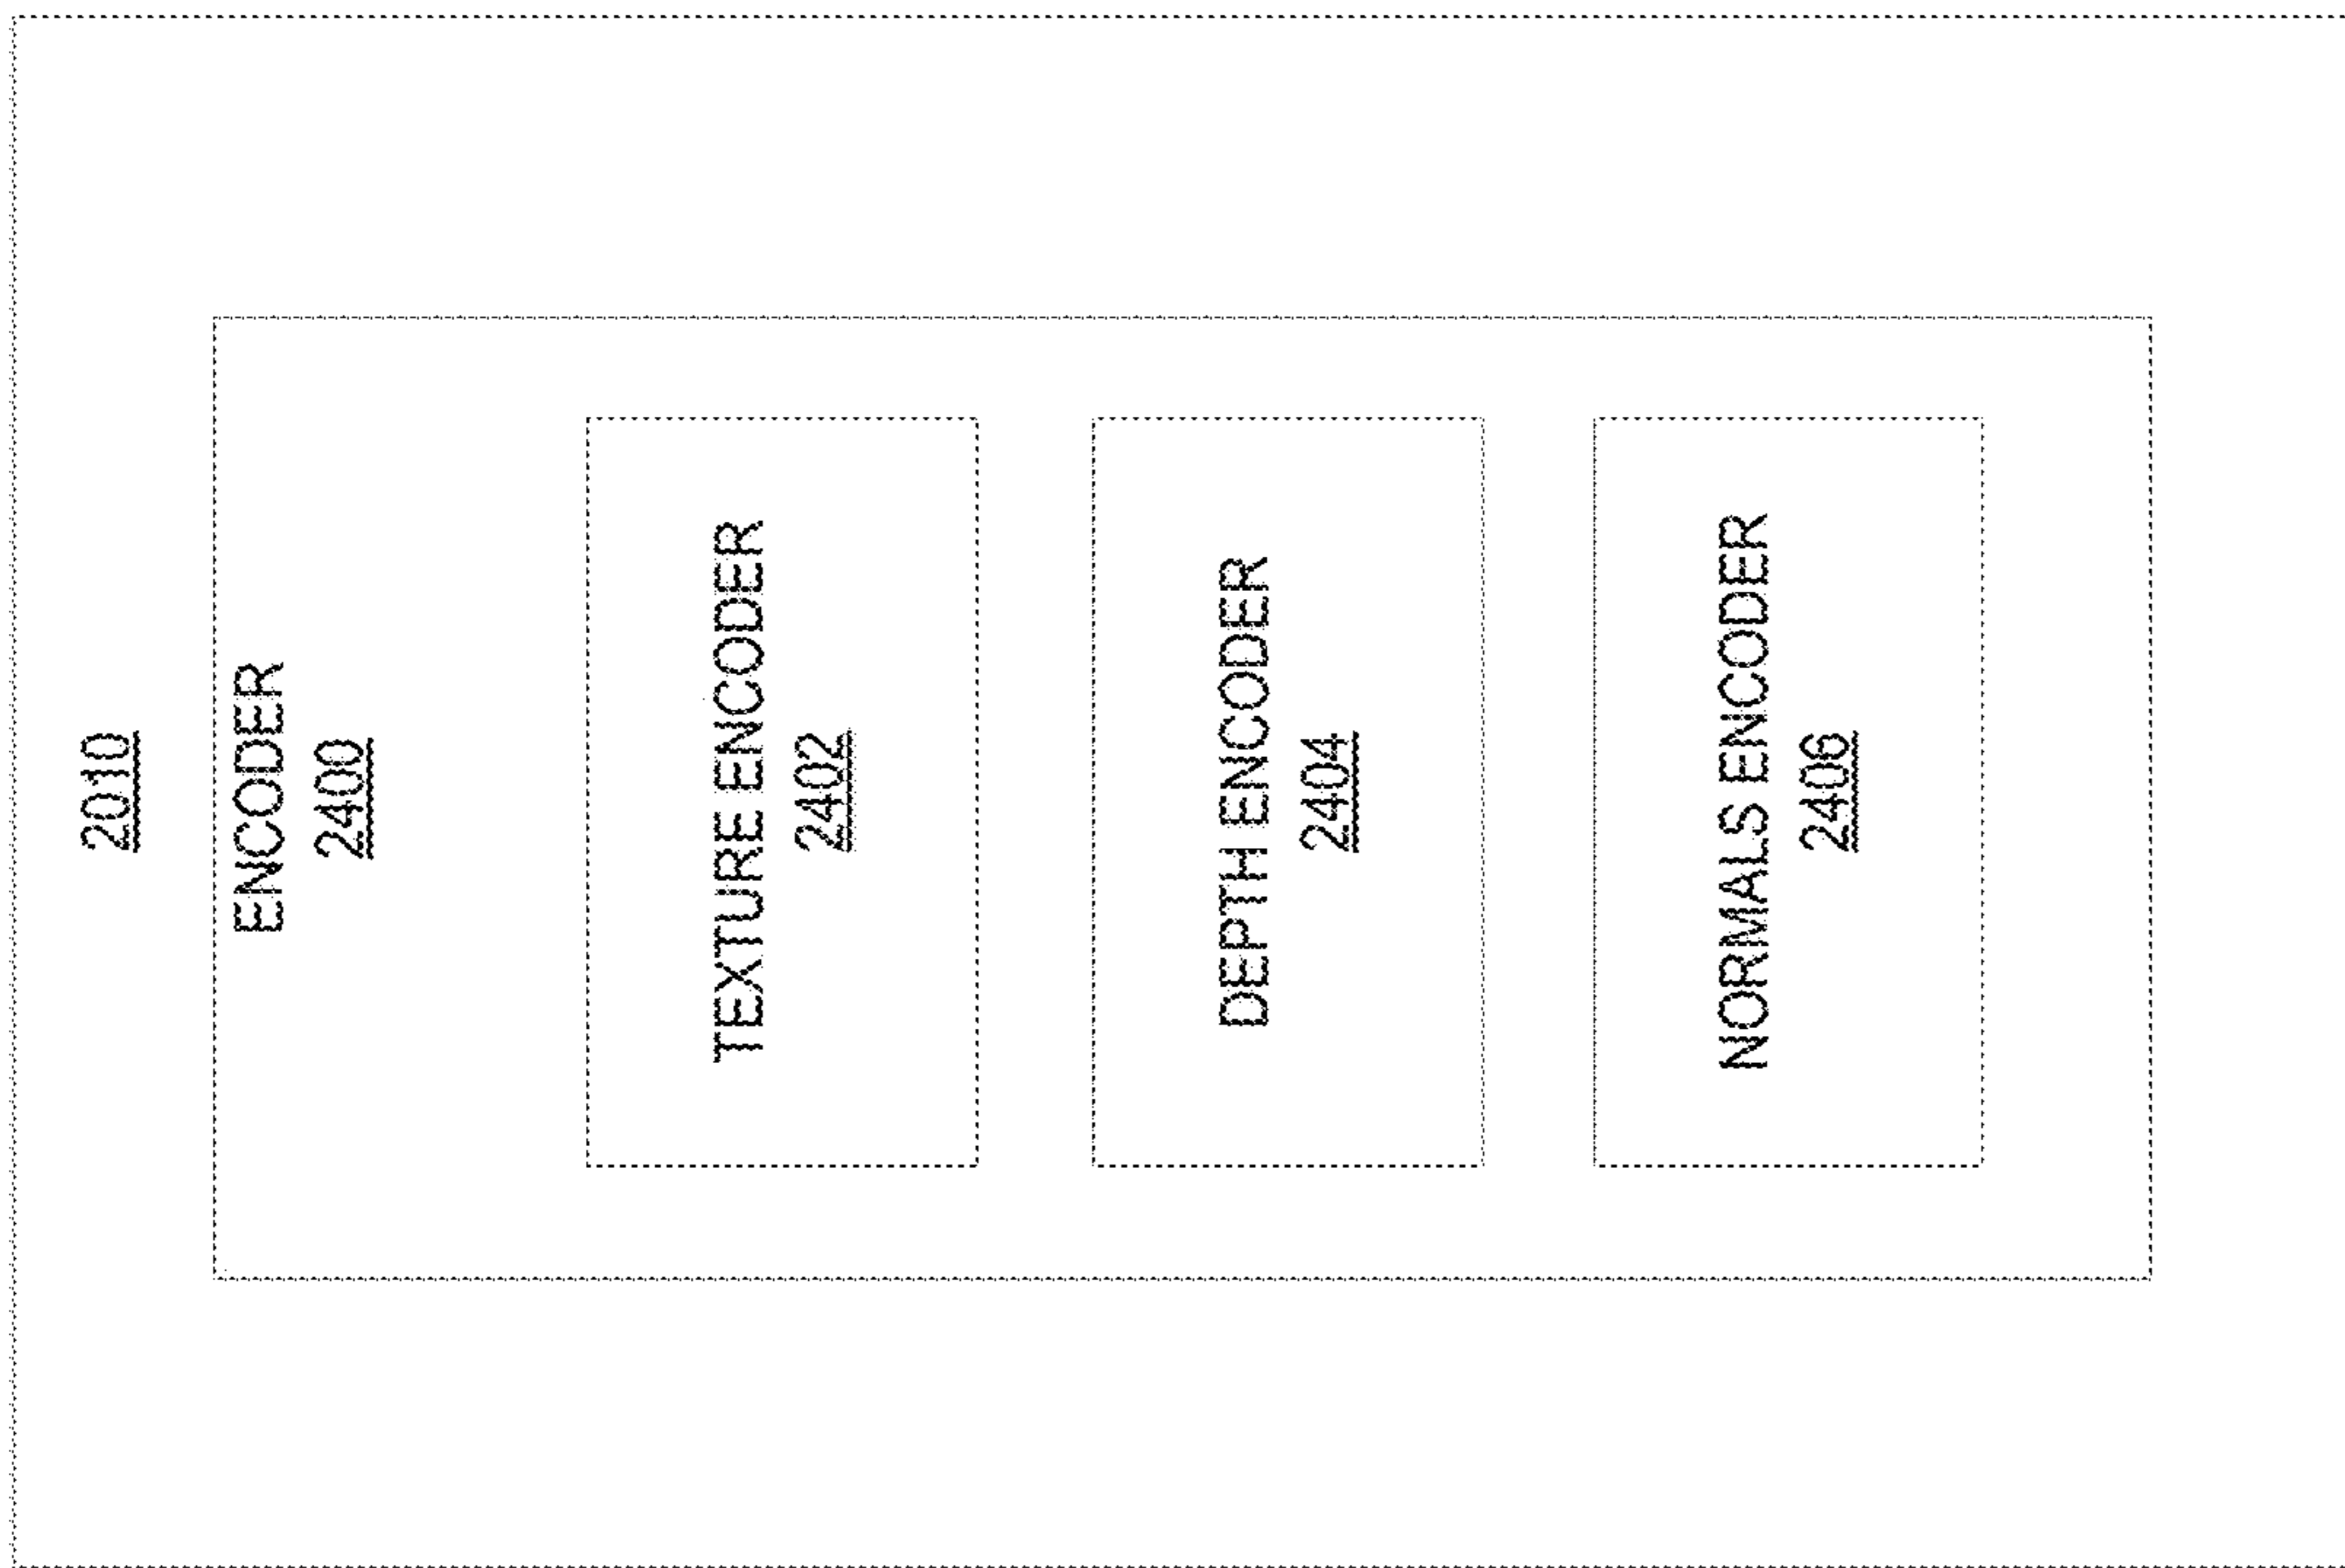 2010
ENCODER
2400
TEXTURE ENCODER
2402
DEPTH ENCODER
2404
NORMALS ENCODER
2406